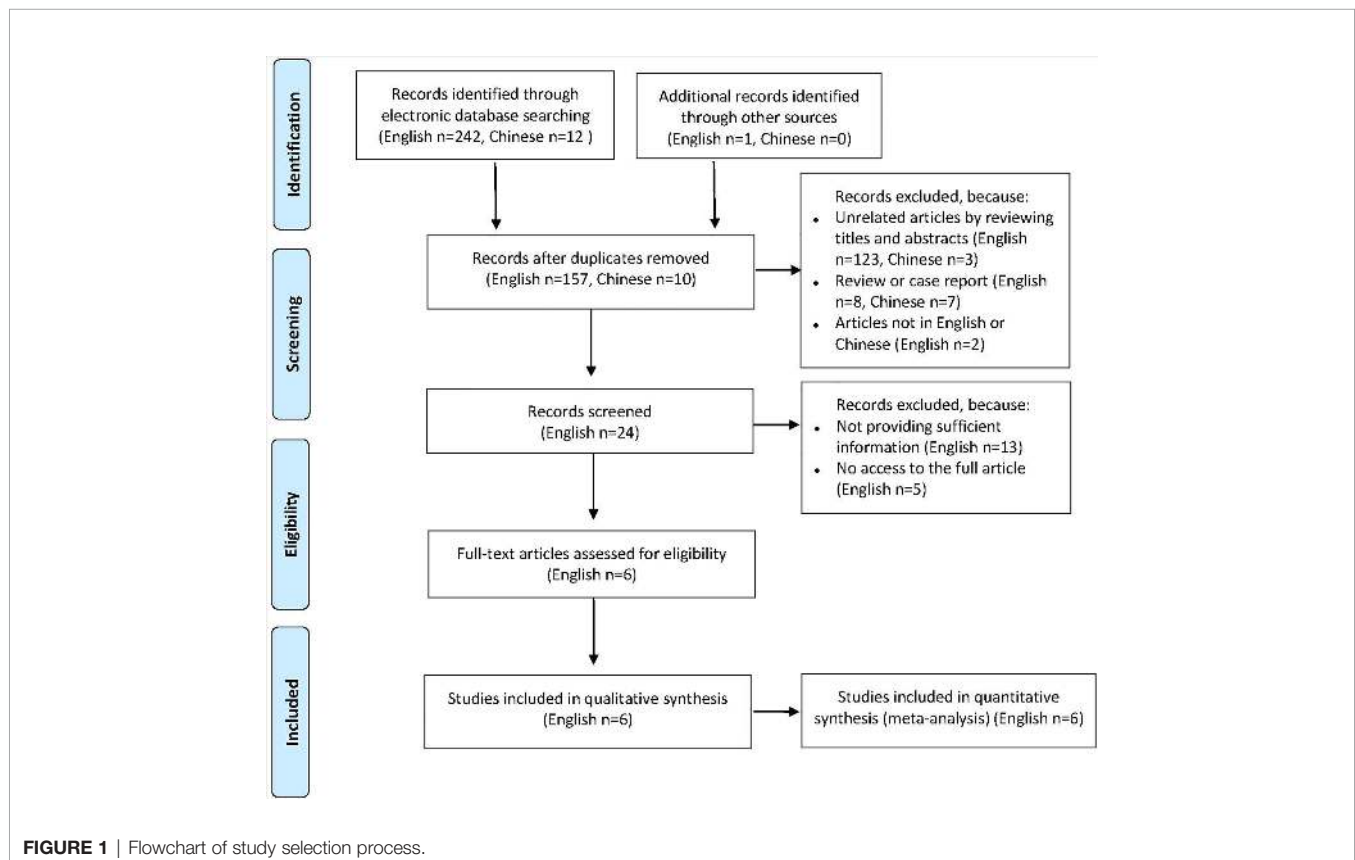 Identification
Records identified through
electronic database searching
(English n=242, Chinese n=12 )
Additional records identified
through other sources
(English n=1, Chinese n=0)
Records excluded, because:
• Unrelated articles by reviewing
titles and abstracts (English
n=123, Chinese n=3)
• Review or case report (English
n=8, Chinese n=7)
• Articles not in English or
Chinese (English n=2)
Screening
Records after duplicates removed
(English n=157, Chinese n=10)
Records screened
(English n=24)
Records excluded, because:
• Not providing sufficient
information (English n=13)
• No access to the full article
(English n=5)
Eligibility
Full-text articles assessed for eligibility
(English n=6)
Included
Studies included in qualitative synthesis
(English n=6)
Studies included in quantitative
synthesis (meta-analysis) (English n=6)
FIGURE 1 | Flowchart of study selection process.